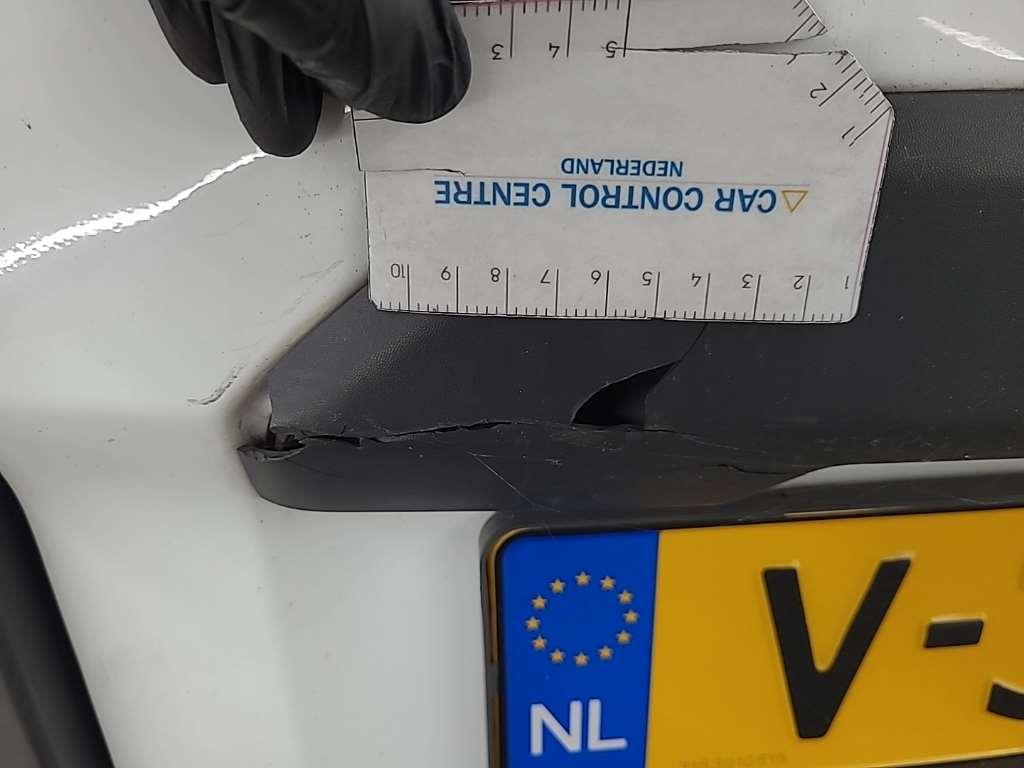 3 4 5
2
1
NEDERLAND
CAR CONTROL CENTRE
10 9 8 7 6 5 4 3 2 1
V-
NL